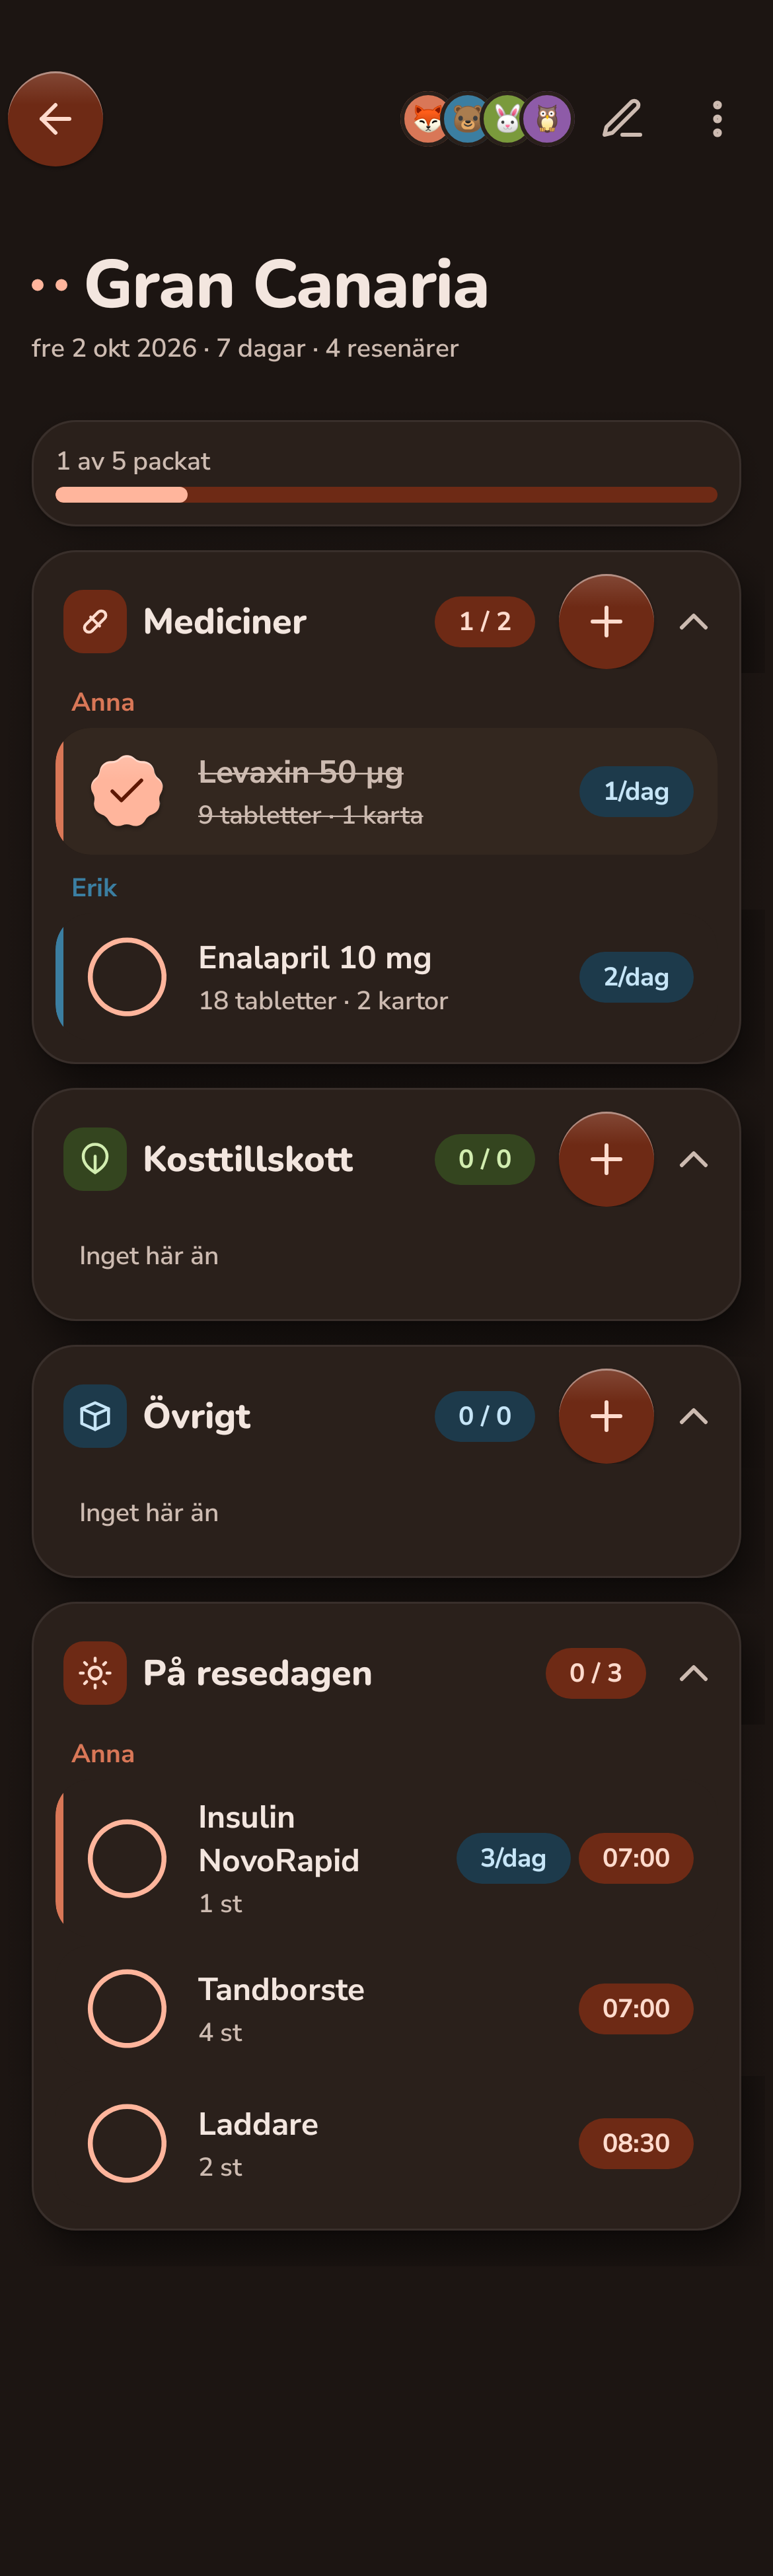 Gran Canaria
fre 2 okt 2026 · 7 dagar · 4 resenärer
1 av 5 packat
Mediciner
1 / 2
Anna
Levaxin 50 µg
1/dag
9 tabletter · 1 karta
Erik
Enalapril 10 mg
2/dag
18 tabletter · 2 kartor
Kosttillskott
0 / 0
Inget här än
Övrigt
0 / 0
Inget här än
På resedagen
0 / 3
Anna
Insulin
NovoRapid
3/dag
07:00
1 st
Tandborste
07:00
4 st
Laddare
08:30
2 st